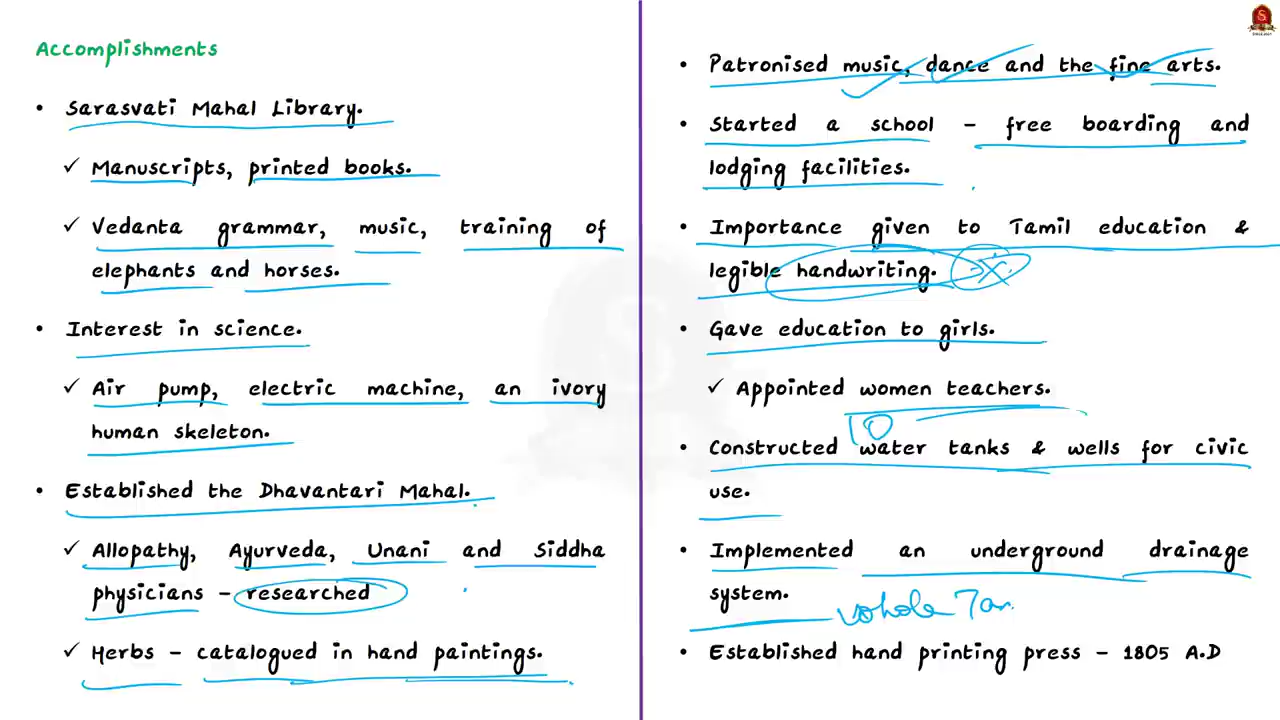 Accomplishments
• Sarasvati Mahal Library.
✓ Manuscripts, printed books.
✓ Vedanta grammar, music, training of
elephants and horses.
• Interest in science.
✓ Air pump, electric machine, an ivory
human skeleton.
• Established the Dhavantari Mahal.
✓ Allopathy, Ayurveda, Unani and Siddha
physicians - researched
✓ Herbs - catalogued in hand paintings.
• Patronised music, dance and the fine arts.
• Started a school - free boarding and
lodging facilities.
• Importance given to Tamil education &
legible handwriting.
• Gave education to girls.
✓ Appointed women teachers.
• Constructed water tanks & wells for civic
use.
• Implemented an underground drainage
system.
whole Tan
• Established hand printing press - 1805 A.D